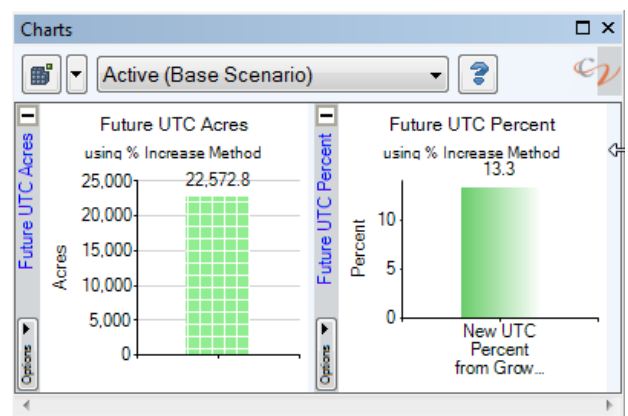 Charts
Active (Base Scenario)
?
CV
Future UTC Acres
Future UTC Acres
using % Increase Method
22,572.8
25,000
20,000
15,000
10,000
5,000
0
Acres
Options
Future UTC Percent
Future UTC Percent
using % Increase Method
13.3
10
5
0
Percent
New UTC
Percent
from Grow...
Options